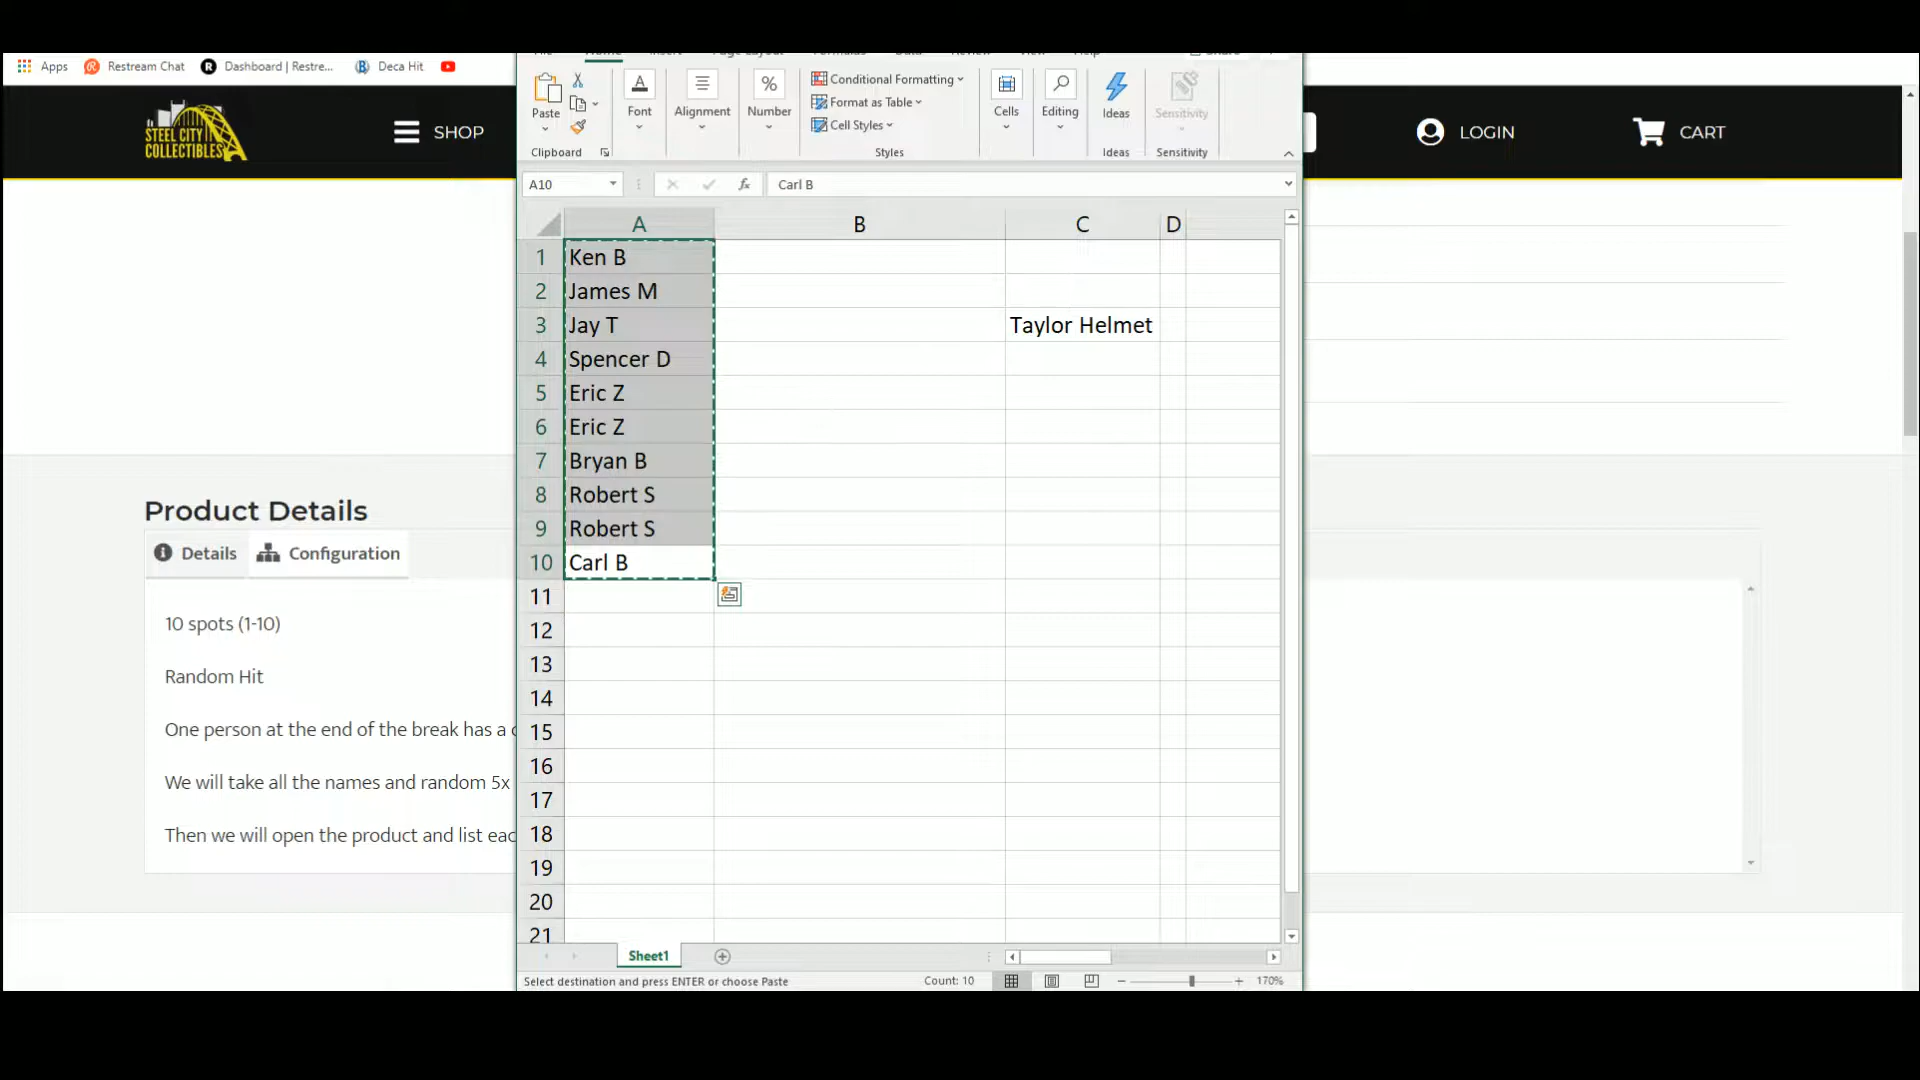 Apps
Restream Chat
Dashboard | Restre...
Deca Hit
STEEL CITY
COLLECTIBLES
SHOP
LOGIN
CART
Product Details
Details
Configuration
10 spots (1-10)
Random Hit
One person at the end of the break has a
We will take all the names and random 5x
Then we will open the product and list
Paste
Clipboard
Font
Alignment
Number
Conditional Formatting
Format as Table
Cell Styles
Styles
Cells
Editing
Ideas
Ideas
Sensitivity
Sensitivity
A10
fx
Carl B
A B C D
1 Ken B
2 James M
3 Jay T Taylor Helmet
4 Spencer D
5 Eric Z
6 Eric Z
7 Bryan B
8 Robert S
9 Robert S
10 Carl B
11
12
13
14
15
16
17
18
19
20
21
Sheet1
Select destination and press ENTER or choose Paste
Count: 10
170%